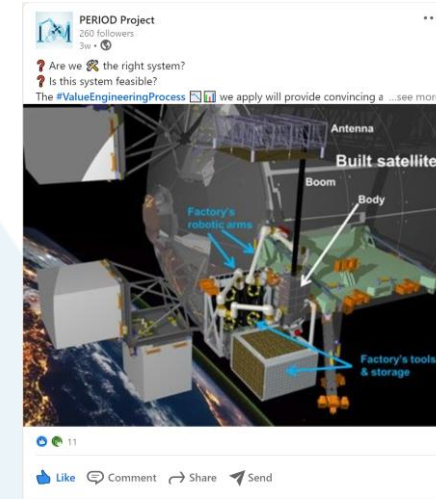 PERIOD Project
260 followers
3w •
Are we the right system?
Is this system feasible?
The #ValueEngineeringProcess we apply will provide convincing a ...see more
Antenna
Built satellite
Boom
Body
Factory's
robotic arms
Factory's tools
& storage
11
Like Comment Share Send